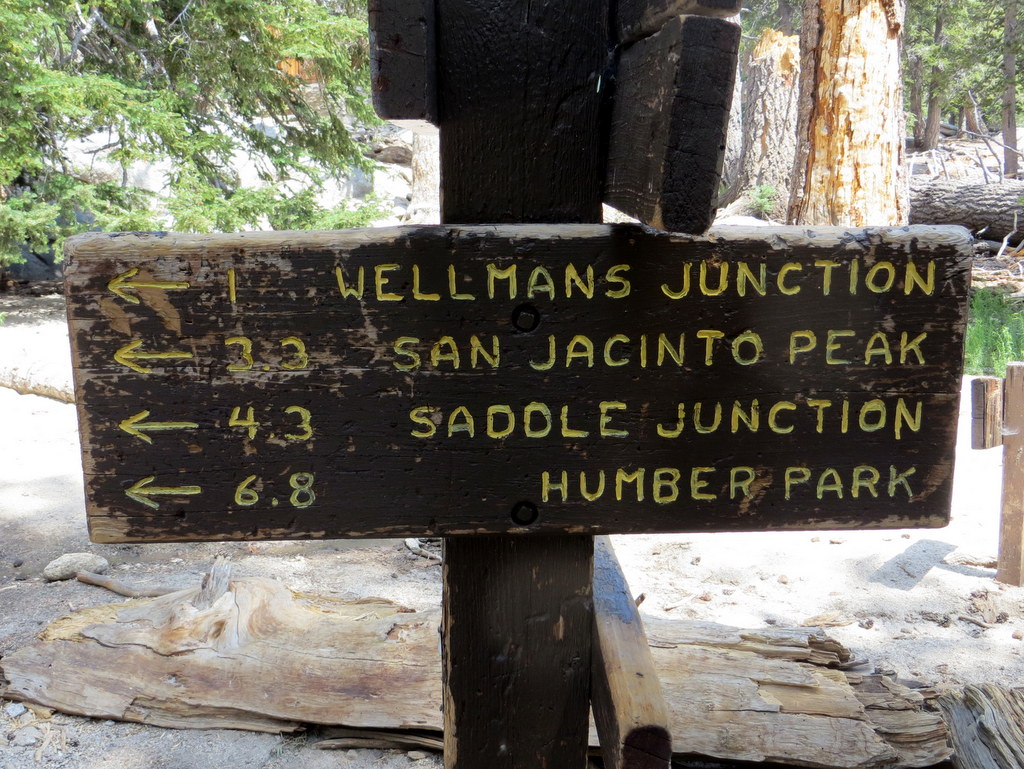 ← 1 WELLMANS JUNCTION
← 3.3 SAN JACINTO PEAK
← 4.3 SADDLE JUNCTION
← 6.8 HUMBER PARK